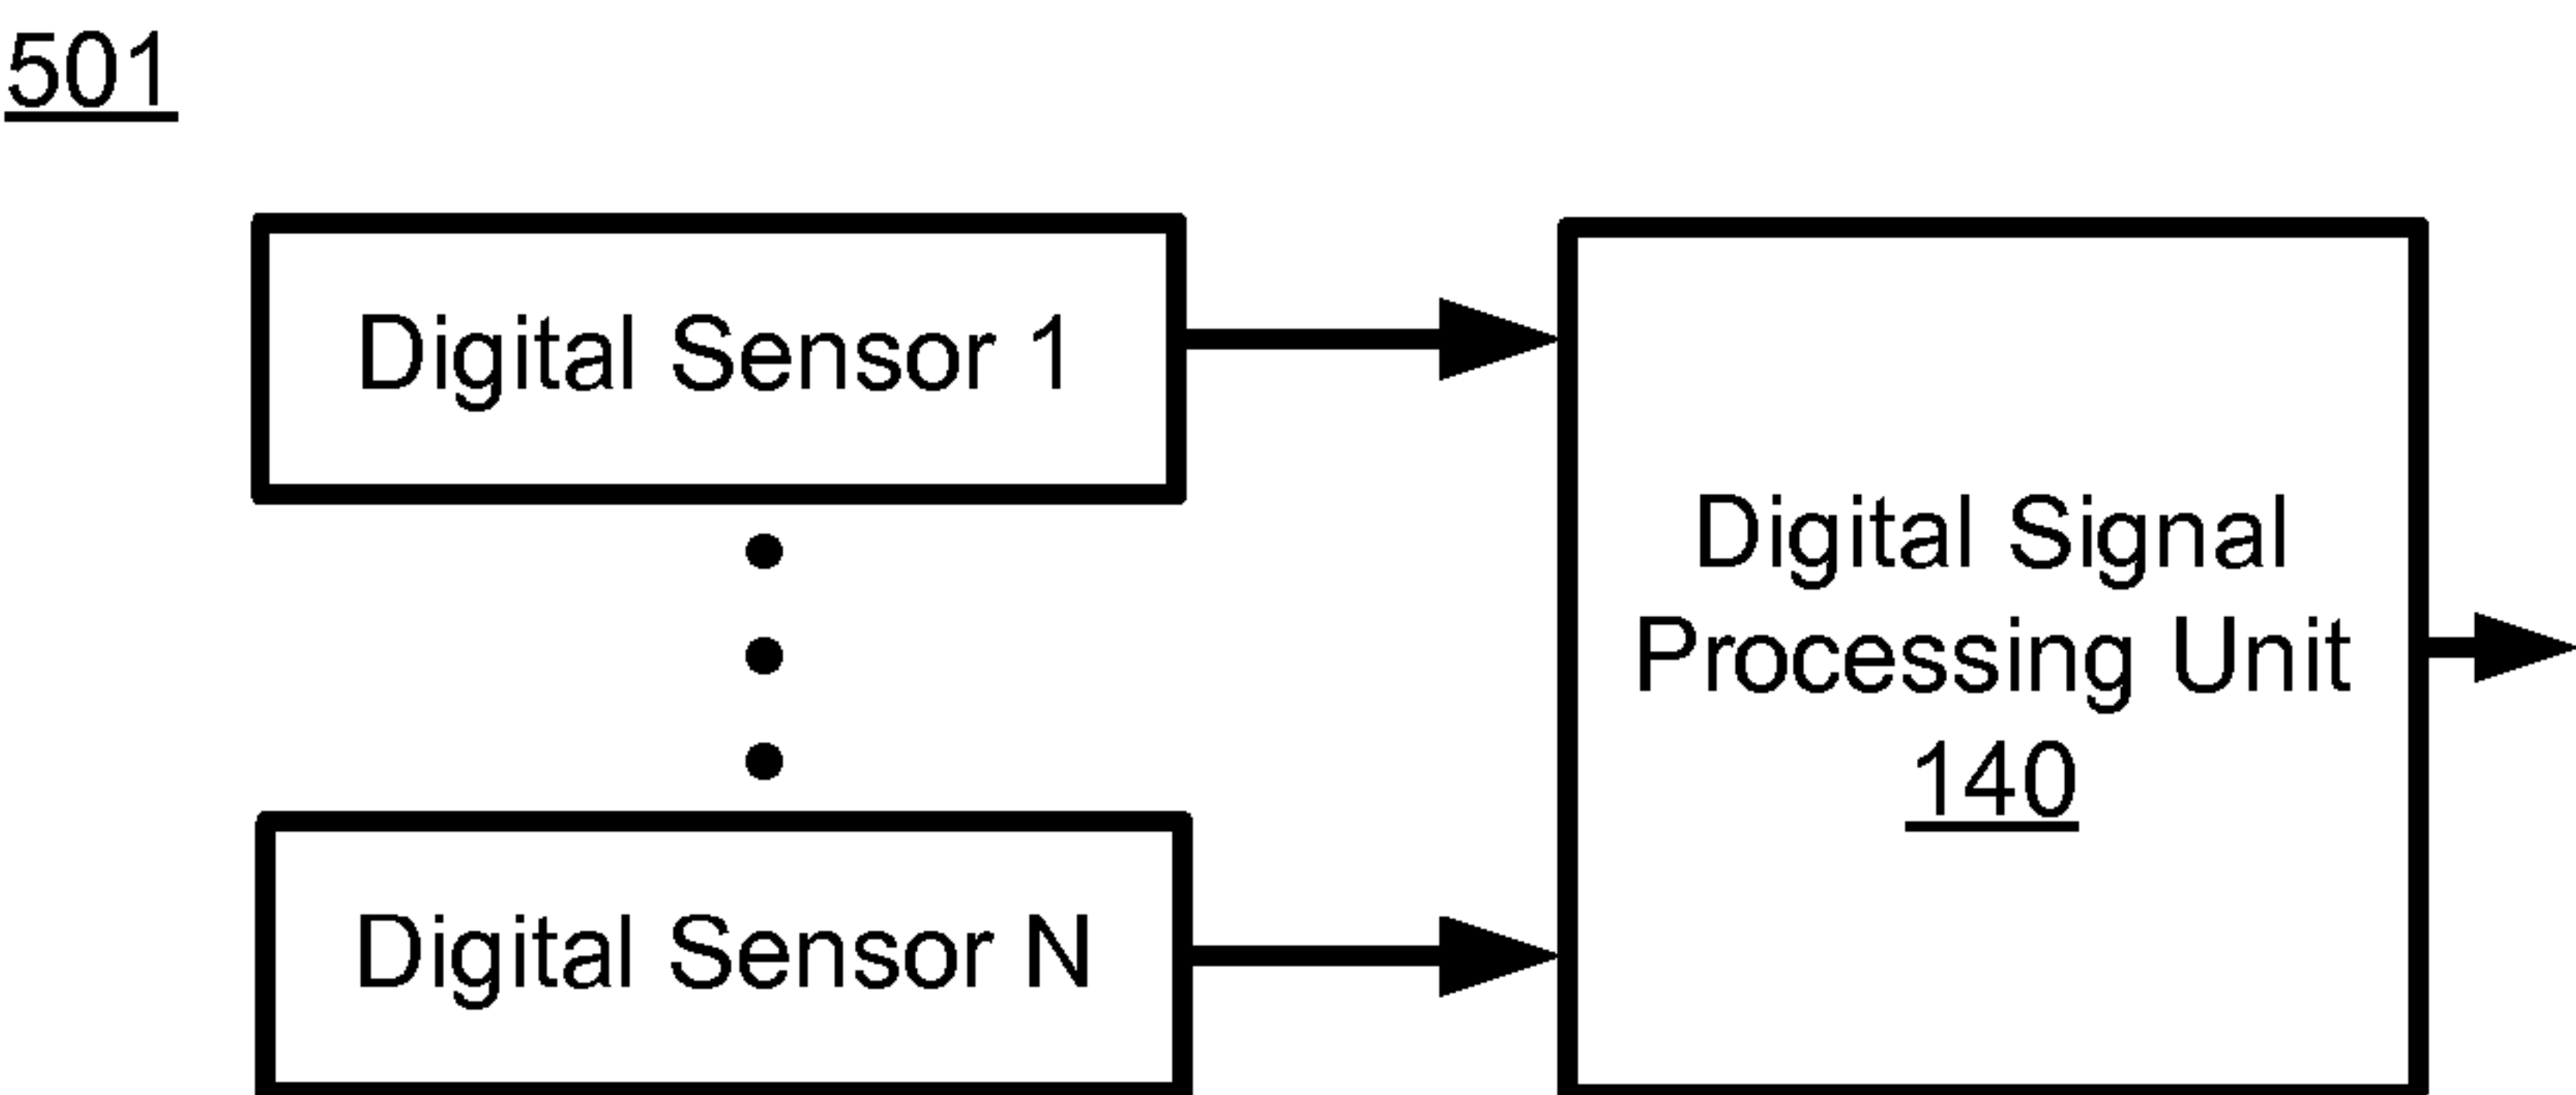 501
Digital Sensor 1
Digital Signal
Processing Unit
140
Digital Sensor N